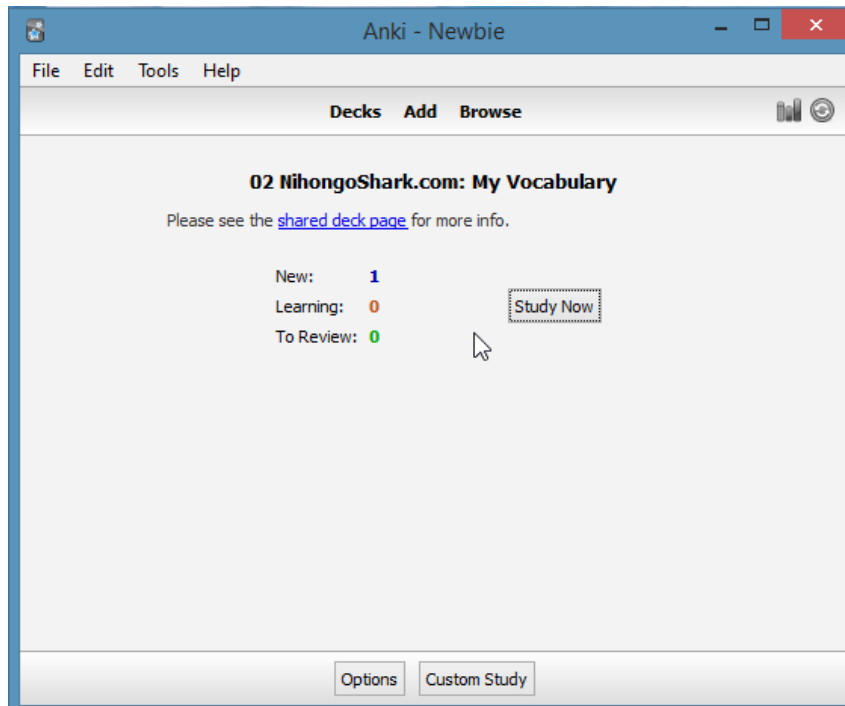 Anki - Newbie
File Edit Tools Help
Decks Add Browse
02 NihongoShark.com: My Vocabulary
Please see the shared deck page for more info.
New: 1
Learning: 0 Study Now
To Review: 0
Options Custom Study